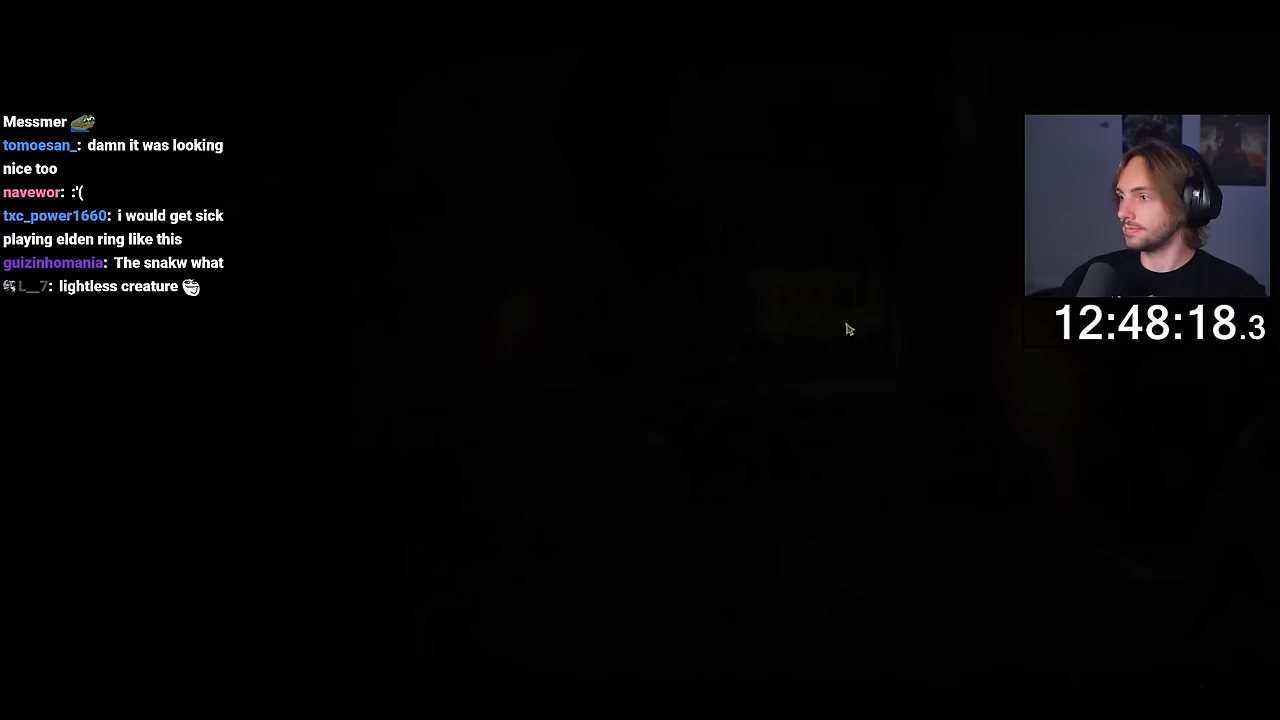 Messmer
tomoesan_: damn it was looking
nice too
navewor: :'(
txc_power1660: i would get sick
playing elden ring like this
guizinhomania: The snakw what
L__7: lightless creature
12:48:18.3